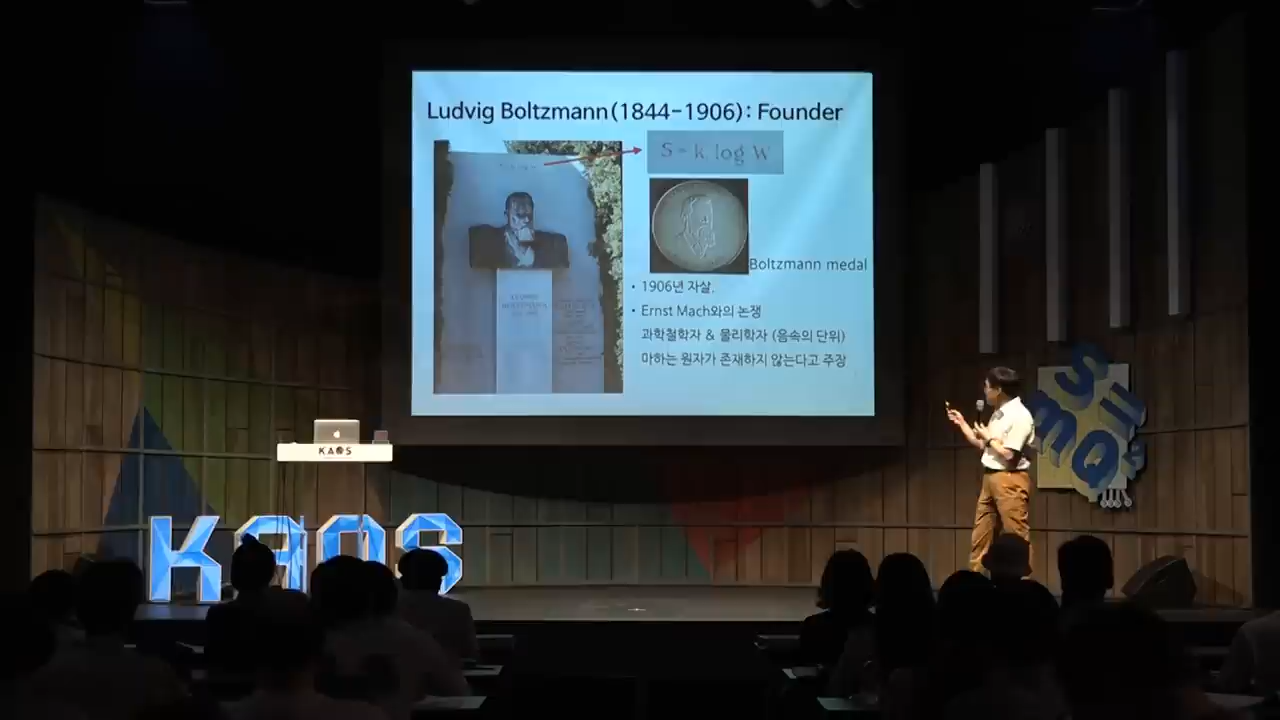 Ludvig Boltzmann(1844-1906): Founder
S = k. log W
Boltzmann medal
• 1906년 자살.
• Ernst Mach와의 논쟁
과학철학자 & 물리학자 (음속의 단위)
마하는 원자가 존재하지 않는다고 주장
LUDWIG
BOLTZMANN
KAOS
KAOS